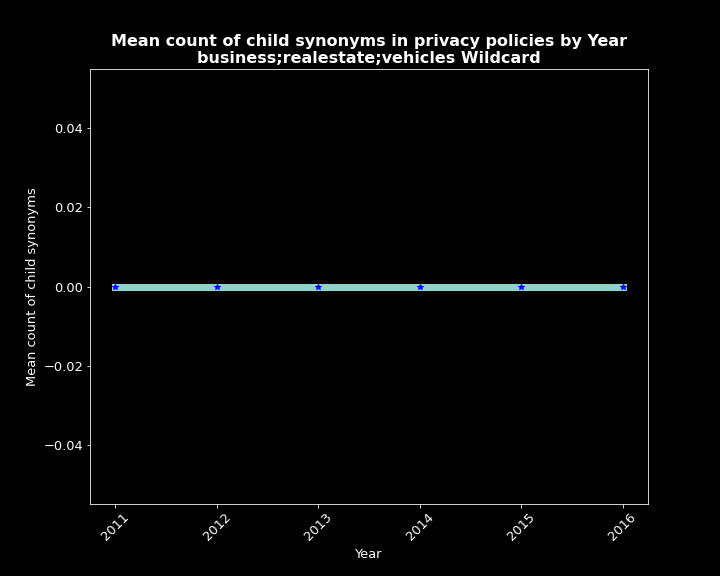 Mean count of child synonyms in privacy policies by Year
business;realestate;vehicles Wildcard
Mean count of child synonyms
0.04
0.02
0.00
−0.02
−0.04
2011
2012
2013
2014
2015
2016
Year